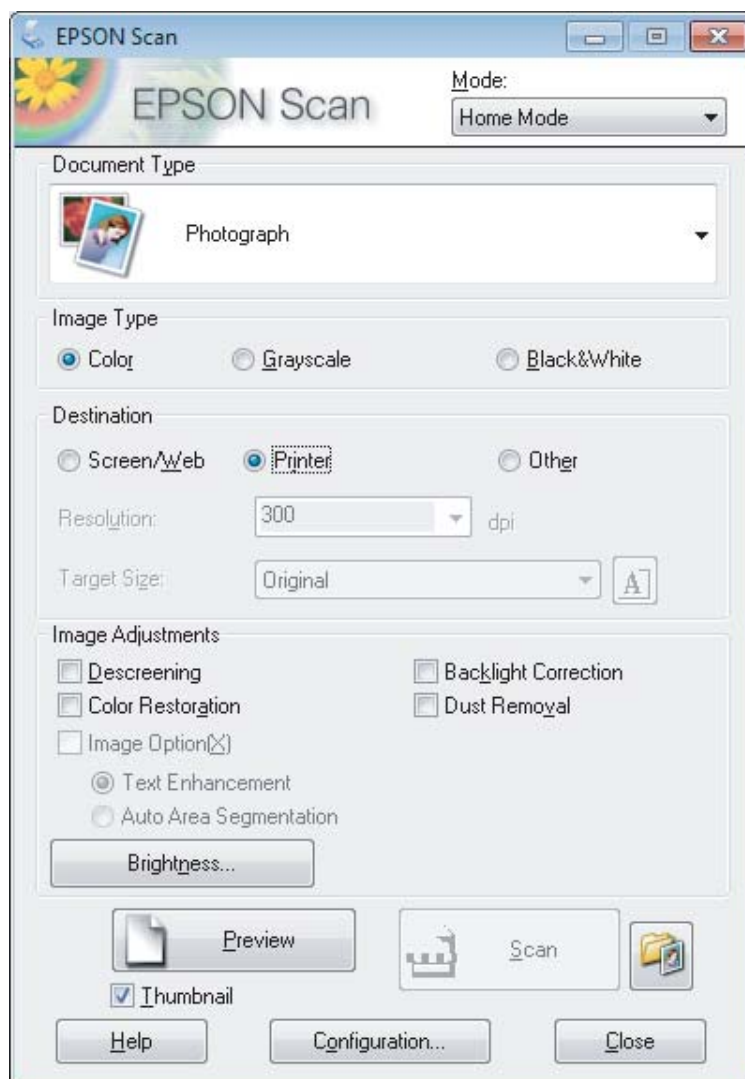 EPSON Scan
EPSON Scan
Mode:
Home Mode
Document Type
Photograph
Image Type
Color
Grayscale
Black&White
Destination
Screen/Web
Printer
Other
Resolution:
300
dpi
Target Size:
Original
A
Image Adjustments
Descreening
Backlight Correction
Color Restoration
Dust Removal
Image Option(X)
Text Enhancement
Auto Area Segmentation
Brightness...
Preview
Scan
Thumbnail
Help
Configuration...
Close